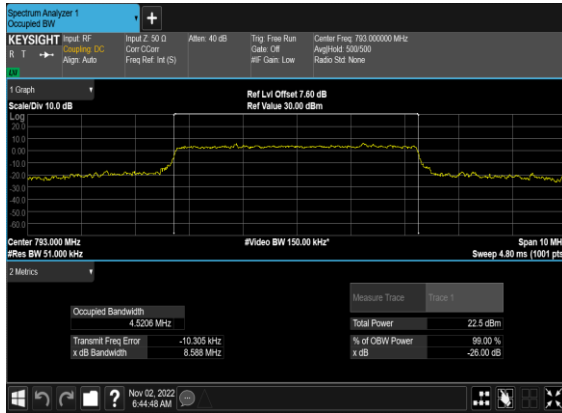 Spectrum Analyzer 1
Occupied BW
KEYSIGHT
R T
Input: RF
Coupling: DC
Align: Auto
Input Z: 50 Ω
Corr CCorr
Freq Ref: Int (S)
Atten: 40 dB
Trig: Free Run
Gate: Off
#IF Gain: Low
Center Freq: 793.000000 MHz
Avg|Hold: 500/500
Radio Std: None
1 Graph
Scale/Div 10.0 dB
Ref Lvl Offset 7.60 dB
Ref Value 30.00 dBm
Log
20.0
10.0
0.00
-10.0
-20.0
-30.0
-40.0
-50.0
-60.0
Center 793.000 MHz
#Res BW 51.000 kHz
#Video BW 150.00 kHz*
Span 10 MH
Sweep 4.80 ms (1001 pts
2 Metrics
Measure Trace
Trace 1
Occupied Bandwidth
4.5206 MHz
Total Power
22.5 dBm
Transmit Freq Error
-10.305 kHz
% of OBW Power
99.00 %
x dB Bandwidth
8.588 MHz
x dB
-26.00 dB
Nov 02, 2022
6:44:48 AM